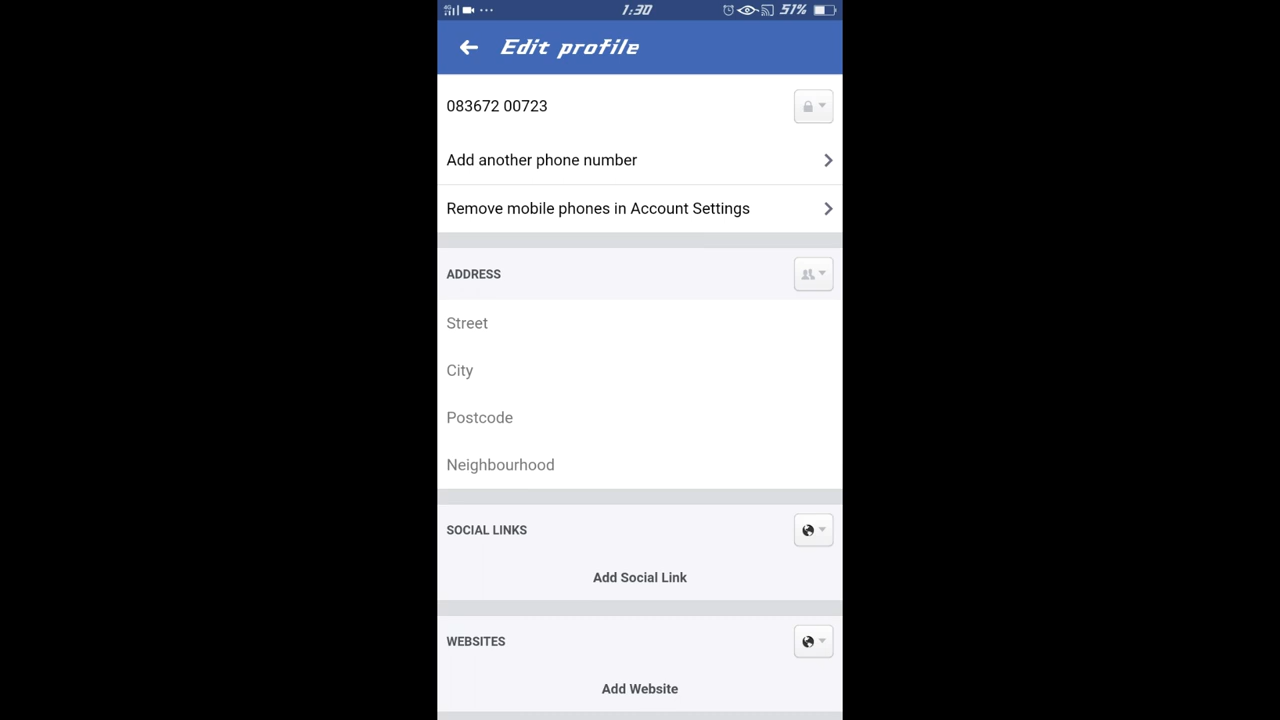 4G 1:30 51%
Edit profile
083672 00723
Add another phone number
Remove mobile phones in Account Settings
ADDRESS
Street
City
Postcode
Neighbourhood
SOCIAL LINKS
Add Social Link
WEBSITES
Add Website